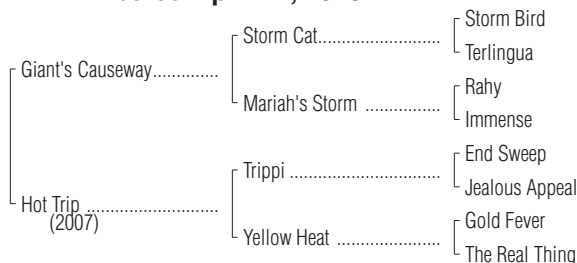 Storm Bird
Storm Cat........................................
Terlingua
Giant's Causeway................
Rahy
Mariah's Storm ........................
Immense
End Sweep
Trippi ................................................
Jealous Appeal
Hot Trip ....................................
(2007)
Gold Fever
Yellow Heat .................................
The Real Thing